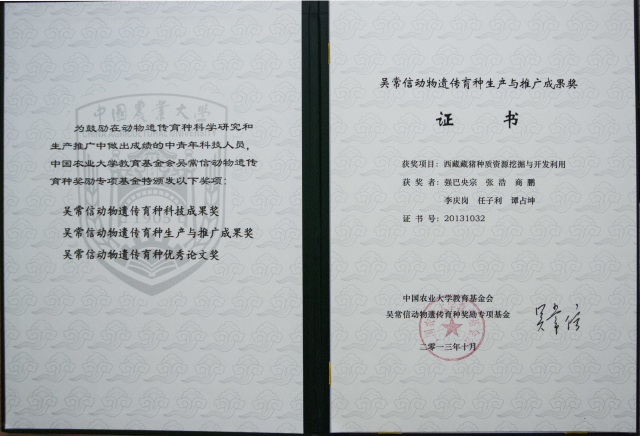 中国农业大学
1905
为鼓励在动物遗传育种科学研究和
生产推广中做出成绩的中青年科技人员，
中国农业大学教育基金会吴常信动物遗传
育种奖励专项基金特颁发以下奖项：
吴常信动物遗传育种科技成果奖
吴常信动物遗传育种生产与推广成果奖
吴常信动物遗传育种优秀论文奖
吴常信动物遗传育种生产与推广成果奖
证 书
获奖项目：西藏藏猪种质资源挖掘与开发利用
获 奖 者：强巴央宗 张 浩 商 鹏
李庆岗 任子利 谭占坤
证 书 号：20131032
中国农业大学教育基金会
吴常信动物遗传育种奖励专项基金
吴常信
二〇一三年十月